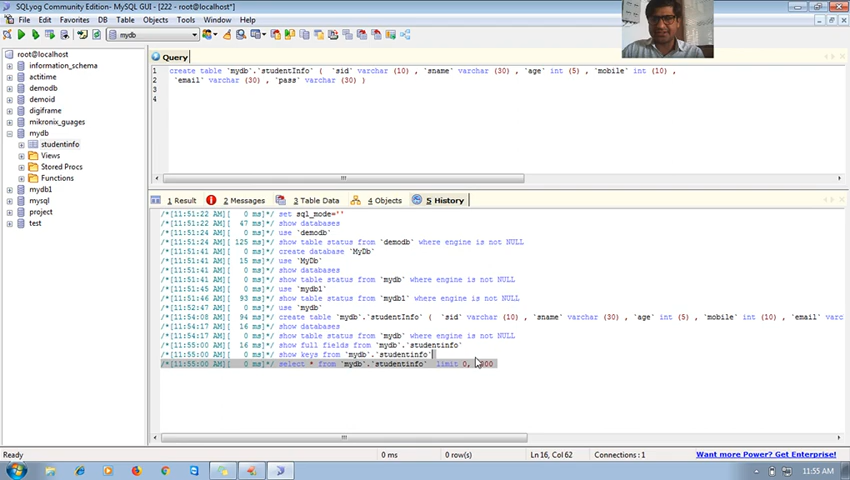 SQLyog Community Edition- MySQL GUI - [222 - root@localhost]
File Edit Favorites DB Table Objects Tools Window Help
mydb
root@localhost
information_schema
actitime
demodb
demoid
digiframe
mikronix_guages
mydb
studentinfo
Views
Stored Procs
Functions
mydb1
mysql
project
test
Query
1 create table `mydb`.`studentInfo` ( `sid` varchar (10) , `sname` varchar (30) , `age` int (5) , `mobile` int (10) ,
2 `email` varchar (30) , `pass` varchar (30) )
3
4
1 Result 2 Messages 3 Table Data 4 Objects 5 History
/*[11:51:22 AM][ 0 ms]*/ set sql_mode=''
/*[11:51:22 AM][ 47 ms]*/ show databases
/*[11:51:24 AM][ 0 ms]*/ use `demodb`
/*[11:51:24 AM][ 125 ms]*/ show table status from `demodb` where engine is not NULL
/*[11:51:41 AM][ 0 ms]*/ create database `MyDb`
/*[11:51:41 AM][ 15 ms]*/ use `MyDb`
/*[11:51:41 AM][ 0 ms]*/ show databases
/*[11:51:41 AM][ 0 ms]*/ show table status from `mydb` where engine is not NULL
/*[11:51:45 AM][ 0 ms]*/ use `mydb1`
/*[11:51:46 AM][ 93 ms]*/ show table status from `mydb1` where engine is not NULL
/*[11:51:48 AM][ 0 ms]*/ use `mydb`
/*[11:54:08 AM][ 94 ms]*/ create table `mydb`.`studentInfo` ( `sid` varchar (10) , `sname` varchar (30) , `age` int (5) , `mobile` int (10) , `email` varchar
/*[11:54:17 AM][ 16 ms]*/ show databases
/*[11:54:17 AM][ 0 ms]*/ show table status from `mydb` where engine is not NULL
/*[11:55:00 AM][ 16 ms]*/ show full fields from `mydb`.`studentinfo`
/*[11:55:00 AM][ 0 ms]*/ show keys from `mydb`.`studentinfo`
/*[11:55:00 AM][ 0 ms]*/ select * from `mydb`.`studentinfo` limit 0,
Ready 0 ms 0 row(s) Ln 16, Col 62 Connections : 1 Want more Power? Get Enterprise!
11:55 AM